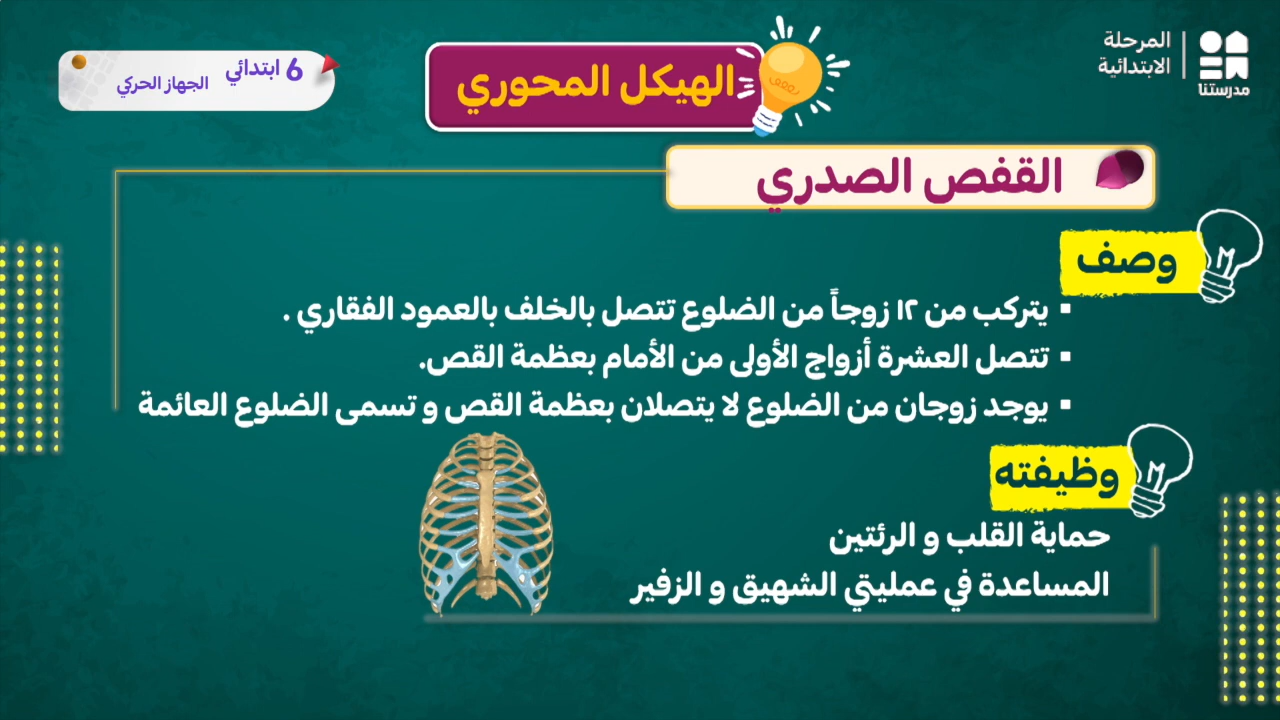 المرحلة
الابتدائية
مدرستنا
الهيكل المحوري
6 ابتدائي
الجهاز الحركي
القفص الصدري
وصف
▪ يتركب من ١٢ زوجاً من الضلوع تتصل بالخلف بالعمود الفقاري .
▪ تتصل العشرة أزواج الأولى من الأمام بعظمة القص.
▪ يوجد زوجان من الضلوع لا يتصلان بعظمة القص و تسمى الضلوع العائمة
وظيفته
حماية القلب و الرئتين
المساعدة في عمليتي الشهيق و الزفير